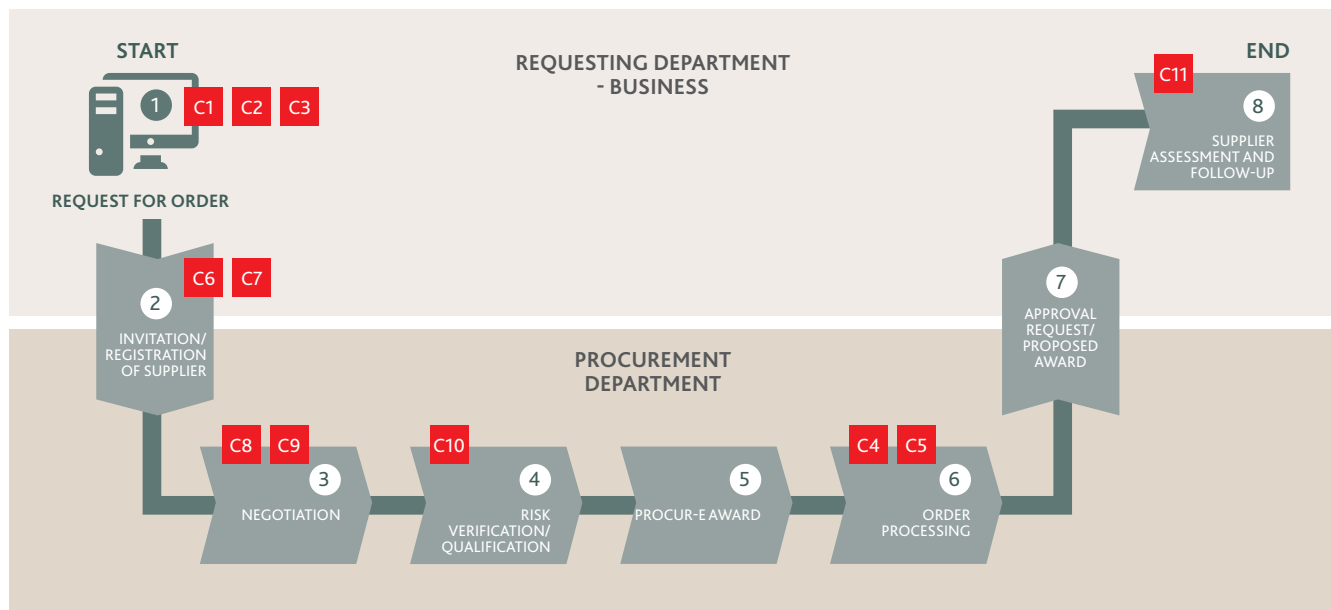 START
REQUESTING DEPARTMENT
- BUSINESS
END
1
C1 C2 C3
REQUEST FOR ORDER
C6 C7
2
INVITATION/
REGISTRATION
OF SUPPLIER
PROCUREMENT
DEPARTMENT
C8 C9
3
NEGOTIATION
C10
4
RISK
VERIFICATION/
QUALIFICATION
5
PROCUR-E AWARD
C4 C5
6
ORDER
PROCESSING
7
APPROVAL
REQUEST/
PROPOSED
AWARD
C11
8
SUPPLIER
ASSESSMENT AND
FOLLOW-UP